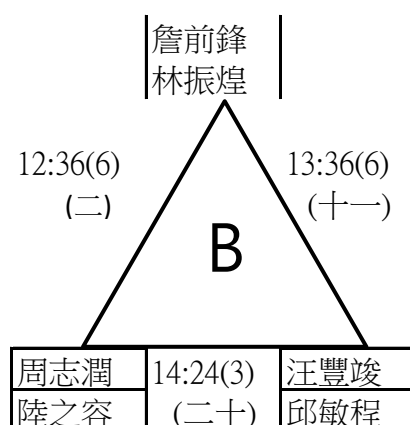 詹前鋒
林振煌
12:36(6)
(二)
13:36(6)
(十一)
B
周志潤
陸之容
14:24(3)
(二十)
汪豐竣
邱敏程